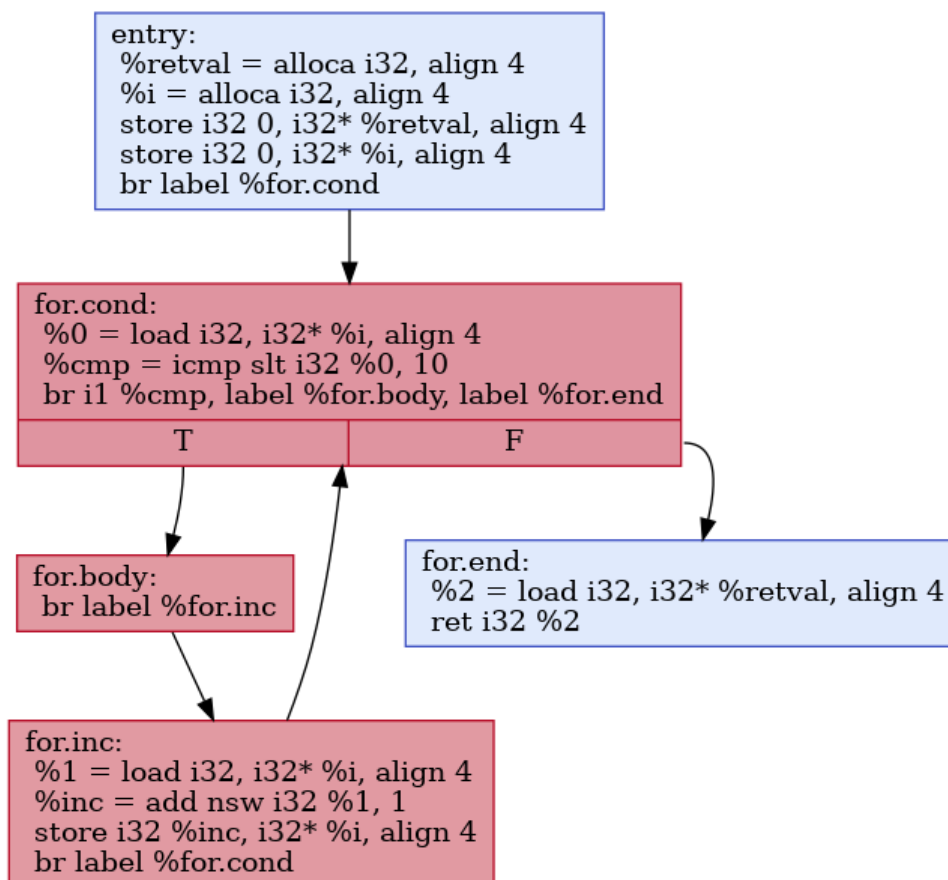 entry:
%retval = alloca i32, align 4
%i = alloca i32, align 4
store i32 0, i32* %retval, align 4
store i32 0, i32* %i, align 4
br label %for.cond
for.cond:
%0 = load i32, i32* %i, align 4
%cmp = icmp slt i32 %0, 10
br i1 %cmp, label %for.body, label %for.end
T
F
for.body:
br label %for.inc
for.end:
%2 = load i32, i32* %retval, align 4
ret i32 %2
for.inc:
%1 = load i32, i32* %i, align 4
%inc = add nsw i32 %1, 1
store i32 %inc, i32* %i, align 4
br label %for.cond